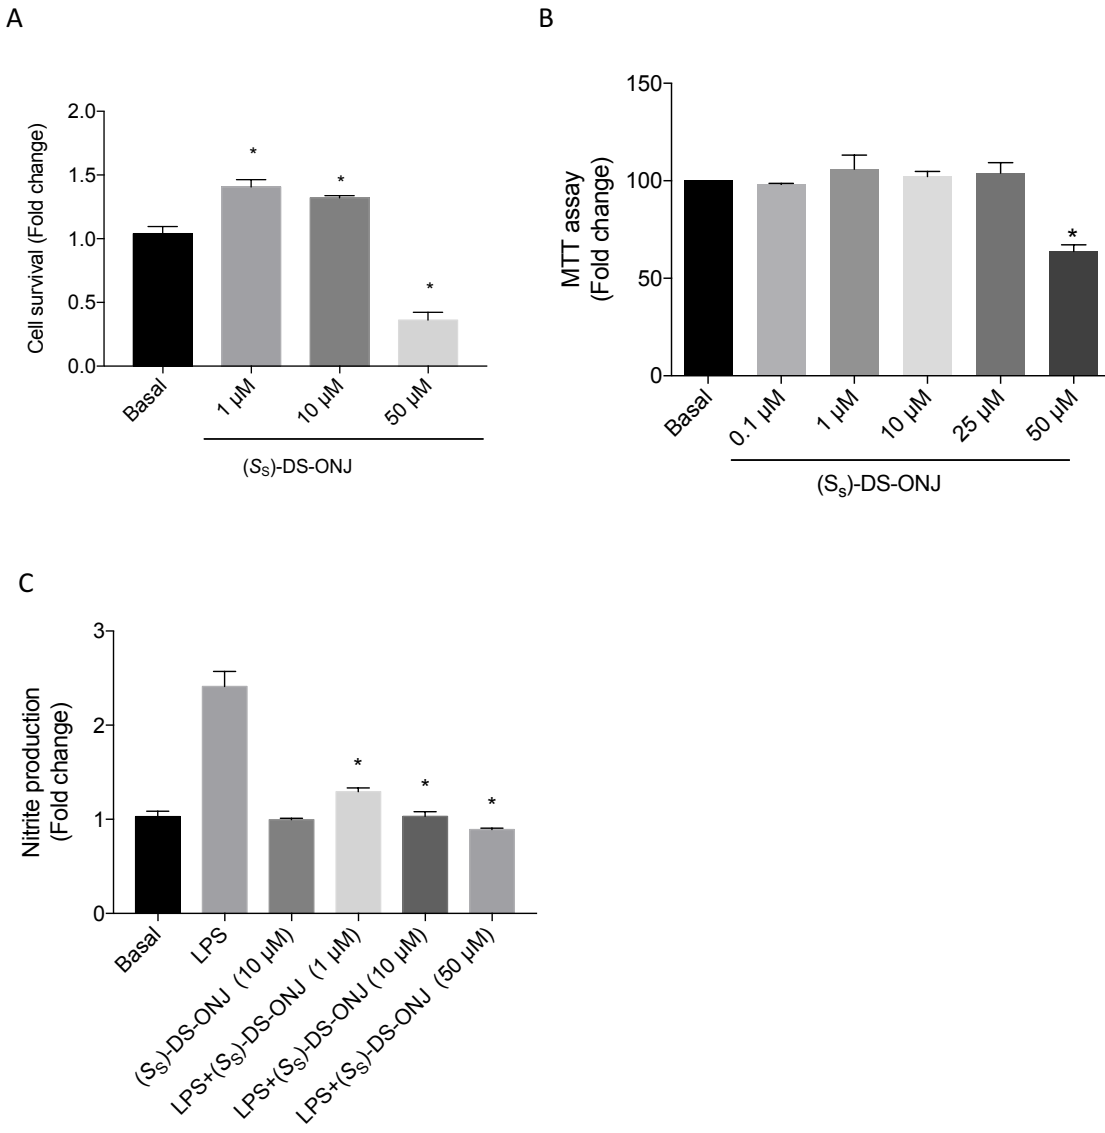 A
B
2.0
1.5
1.0
0.5
0.0
Cell survival (Fold change)
*
*
*
Basal
1 µM
10 µM
50 µM
(SS)-DS-ONJ
150
100
50
0
MTT assay
(Fold change)
*
Basal
0.1 µM
1 µM
10 µM
25 µM
50 µM
(Ss)-DS-ONJ
C
3
2
1
0
Nitrite production
(Fold change)
*
*
*
Basal
LPS
(SS)-DS-ONJ (10 µM)
LPS+(SS)-DS-ONJ (1 µM)
LPS+(SS)-DS-ONJ (10 µM)
LPS+(SS)-DS-ONJ (50 µM)